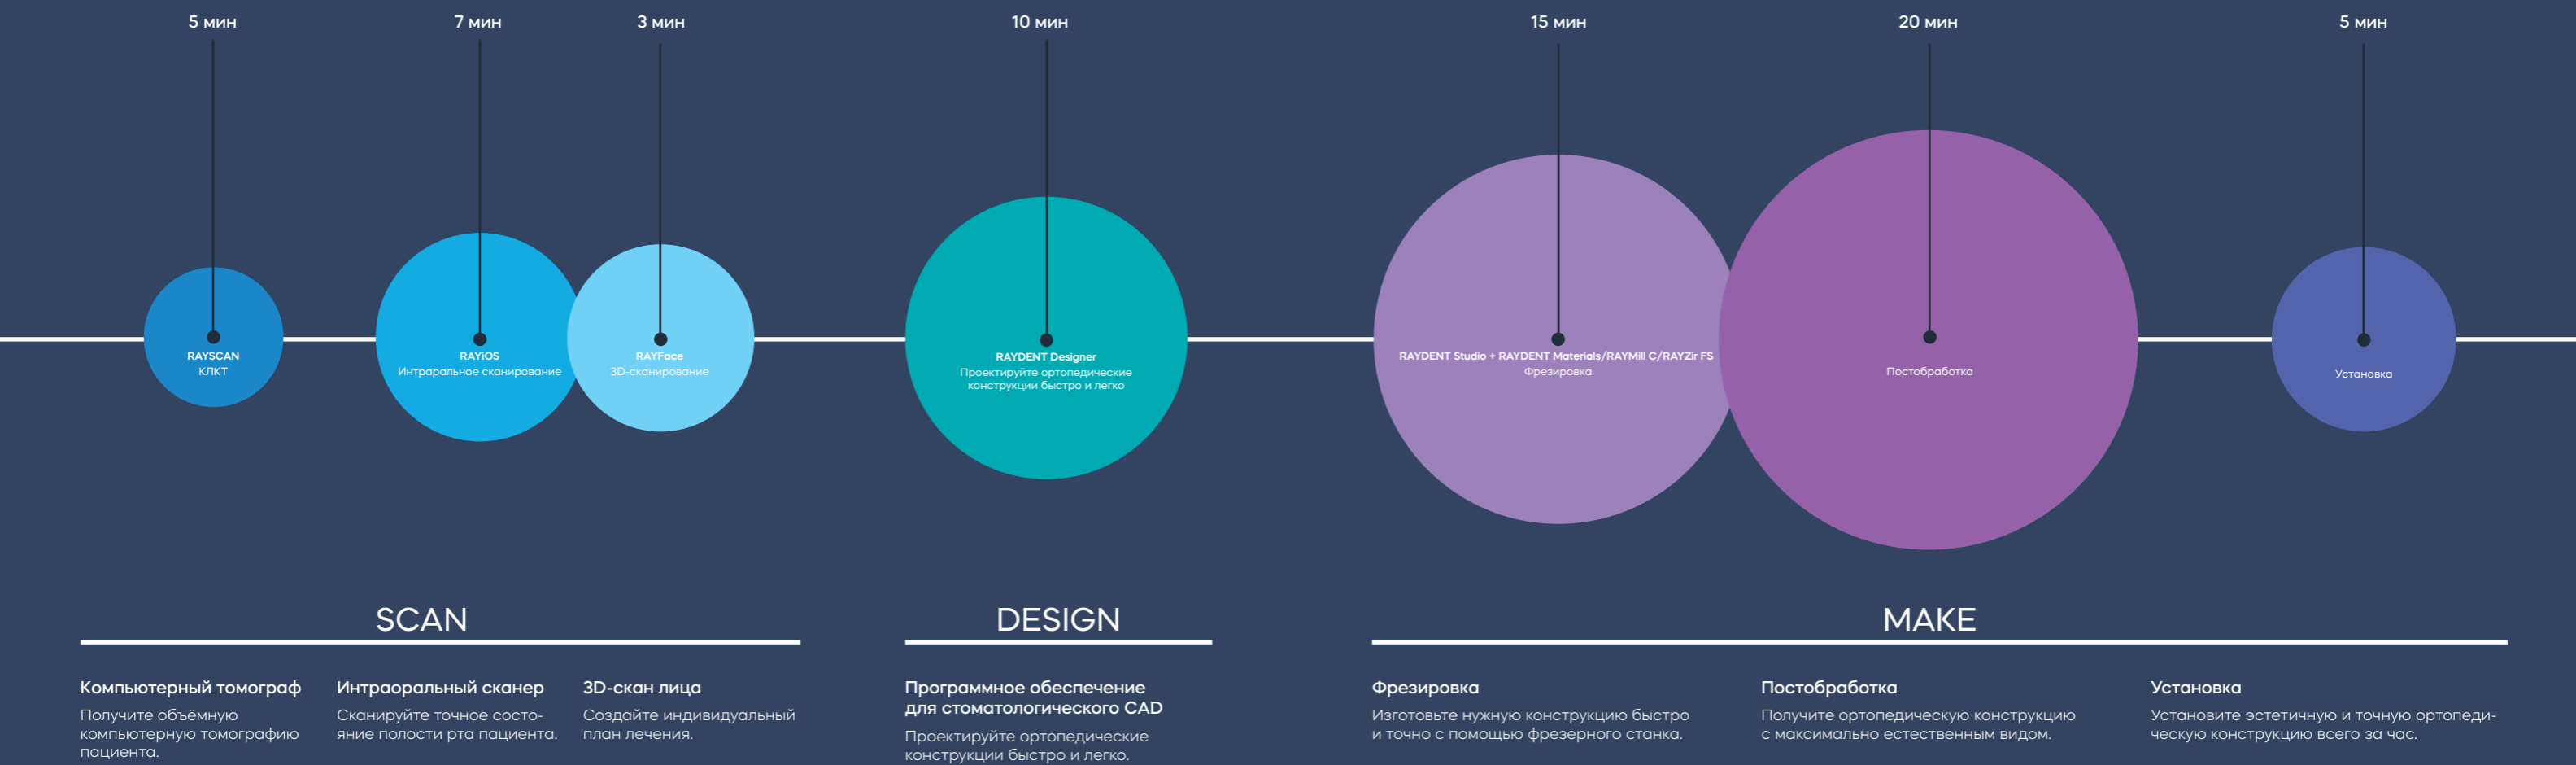 5 мин
7 мин
3 мин
10 мин
15 мин
20 мин
5 мин
RAYSCAN
КЛКТ
RAYiOS
Интраральное сканирование
RAYFace
3D-сканирование
RAYDENT Designer
Проектируйте ортопедические
конструкции быстро и легко
RAYDENT Studio + RAYDENT Materials/RAYMill C/RAYZir FS
Фрезировка
Постобработка
Установка
SCAN
Компьютерный томограф
Получите объёмную
компьютерную томографию
пациента.
Интраоральный сканер
Сканируйте точное состо-
яние полости рта пациента.
3D-скан лица
Создайте индивидуальный
план лечения.
DESIGN
Программное обеспечение
для стоматологического CAD
Проектируйте ортопедические
конструкции быстро и легко.
MAKE
Фрезировка
Изготовьте нужную конструкцию быстро
и точно с помощью фрезерного станка.
Постобработка
Получите ортопедическую конструкцию
с максимально естественным видом.
Установка
Установите эстетичную и точную ортопеди-
ческую конструкцию всего за час.